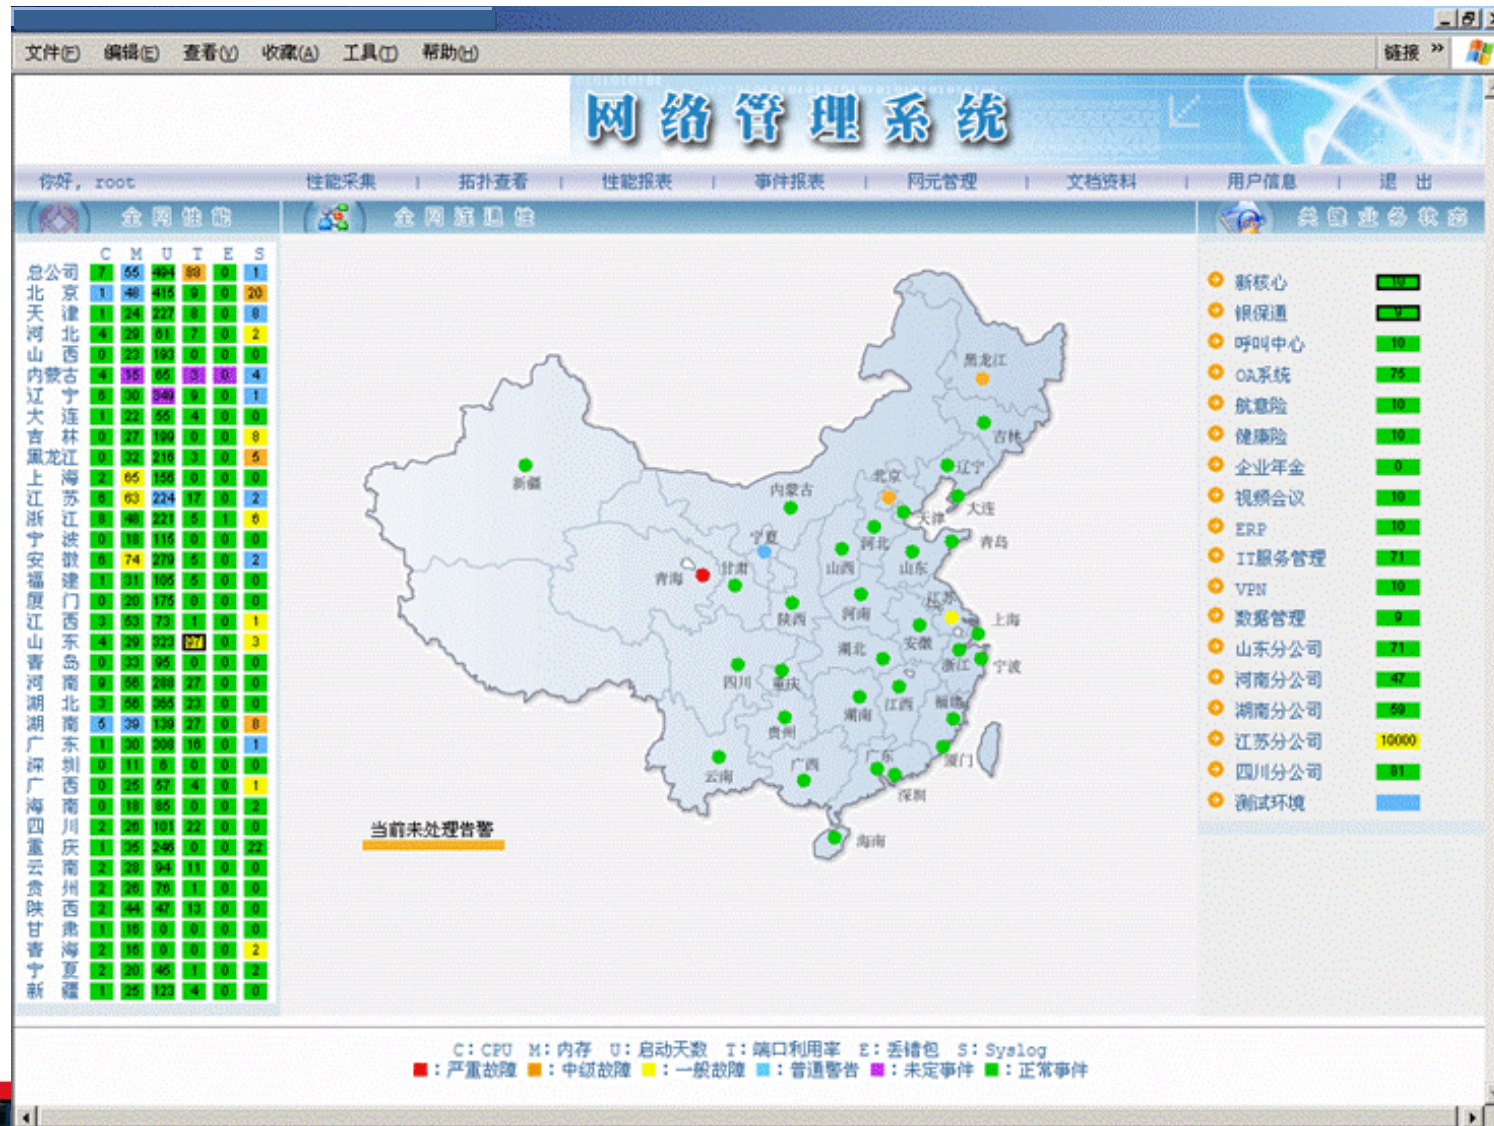 文件(F) 编辑(E) 查看(V) 收藏(A) 工具(T) 帮助(H) 链接 »
网络管理系统
你好, root 性能采集 | 拓扑查看 | 性能报表 | 事件报表 | 网元管理 | 文档资料 | 用户信息 | 退 出
全网性能 全网连通性 关键业务状态
C M U T E S
总公司 7 55 494 88 0 1
北京 1 48 415 9 0 20
天津 1 24 227 8 0 8
河北 4 29 61 7 0 2
山西 0 23 193 0 0 0
内蒙古 4 15 65 3 0 4
辽宁 6 30 349 9 0 1
大连 1 22 55 4 0 0
吉林 0 27 199 0 0 8
黑龙江 0 32 216 3 0 5
上海 2 65 156 0 0 0
江苏 6 63 224 17 0 2
浙江 8 48 221 5 1 6
宁波 0 18 115 0 0 0
安徽 6 74 279 5 0 2
福建 1 31 105 5 0 0
厦门 0 20 175 0 0 0
江西 3 53 73 1 0 1
山东 4 29 323 97 0 3
青岛 0 33 95 0 0 0
河南 9 66 288 27 0 0
湖北 3 56 365 23 0 0
湖南 5 39 139 27 0 8
广东 1 30 308 16 0 1
深圳 0 11 6 0 0 0
广西 0 25 57 4 0 1
海南 0 18 85 0 0 2
四川 2 26 101 22 0 0
重庆 1 35 246 0 0 22
云南 2 28 94 11 0 0
贵州 2 26 76 1 0 0
陕西 2 44 47 13 0 0
甘肃 1 16 0 0 0 0
青海 2 16 0 0 0 2
宁夏 2 20 45 1 0 2
新疆 1 25 123 4 0 0
黑龙江
吉林
辽宁
北京
新疆
内蒙古
大连
天津
宁夏
河北
青岛
青海
甘肃
山西
山东
江苏
陕西
河南
上海
湖北
安徽
浙江
宁波
四川
重庆
湖南
江西
福建
贵州
广东
厦门
云南
广西
深圳
海南
当前未处理告警
新核心 10
银保通 9
呼叫中心 10
OA系统 75
航意险 10
健康险 10
企业年金 0
视频会议 10
ERP 10
IT服务管理 71
VPN 10
数据管理 9
山东分公司 71
河南分公司 47
湖南分公司 59
江苏分公司 10000
四川分公司 81
测试环境
C: CPU M: 内存 U: 启动天数 T: 端口利用率 E: 丢错包 S: Syslog
: 严重故障 : 中级故障 : 一般故障 : 普通警告 : 未定事件 : 正常事件